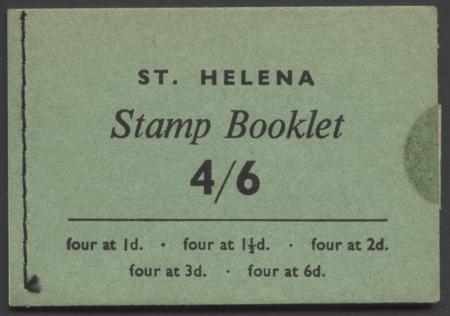 ST. HELENA
Stamp Booklet
4/6
four at 1d. · four at 1½d. · four at 2d.
four at 3d. · four at 6d.